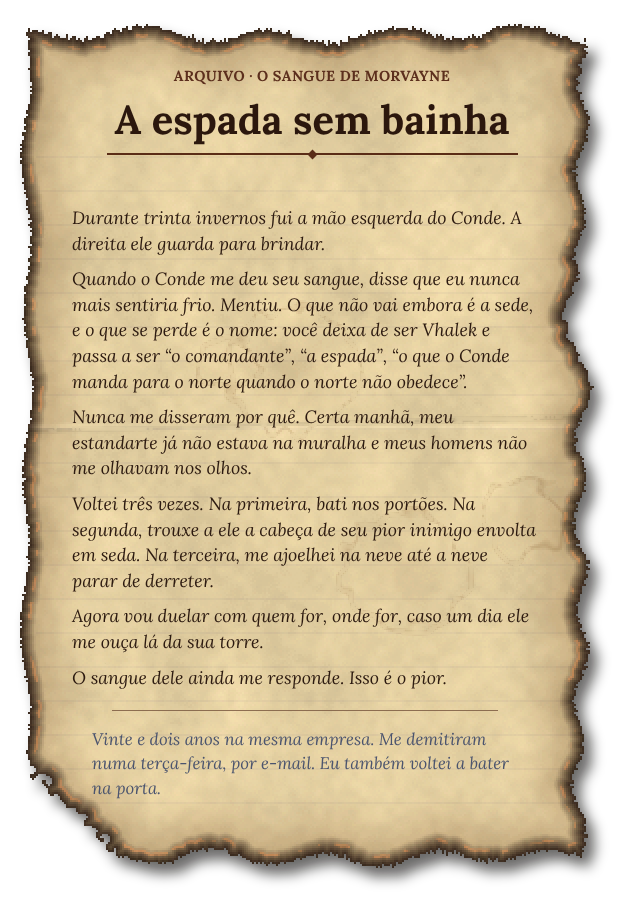 ARQUIVO · O SANGUE DE MORVAYNE
A espada sem bainha
Durante trinta invernos fui a mão esquerda do Conde. A
direita ele guarda para brindar.
Quando o Conde me deu seu sangue, disse que eu nunca
mais sentiria frio. Mentiu. O que não vai embora é a sede,
e o que se perde é o nome: você deixa de ser Vhalek e
passa a ser “o comandante”, “a espada”, “o que o Conde
manda para o norte quando o norte não obedece”.
Nunca me disseram por quê. Certa manhã, meu
estandarte já não estava na muralha e meus homens não
me olhavam nos olhos.
Voltei três vezes. Na primeira, bati nos portões. Na
segunda, trouxe a ele a cabeça de seu pior inimigo envolta
em seda. Na terceira, me ajoelhei na neve até a neve
parar de derreter.
Agora vou duelar com quem for, onde for, caso um dia ele
me ouça lá da sua torre.
O sangue dele ainda me responde. Isso é o pior.
Vinte e dois anos na mesma empresa. Me demitiram
numa terça-feira, por e-mail. Eu também voltei a bater
na porta.